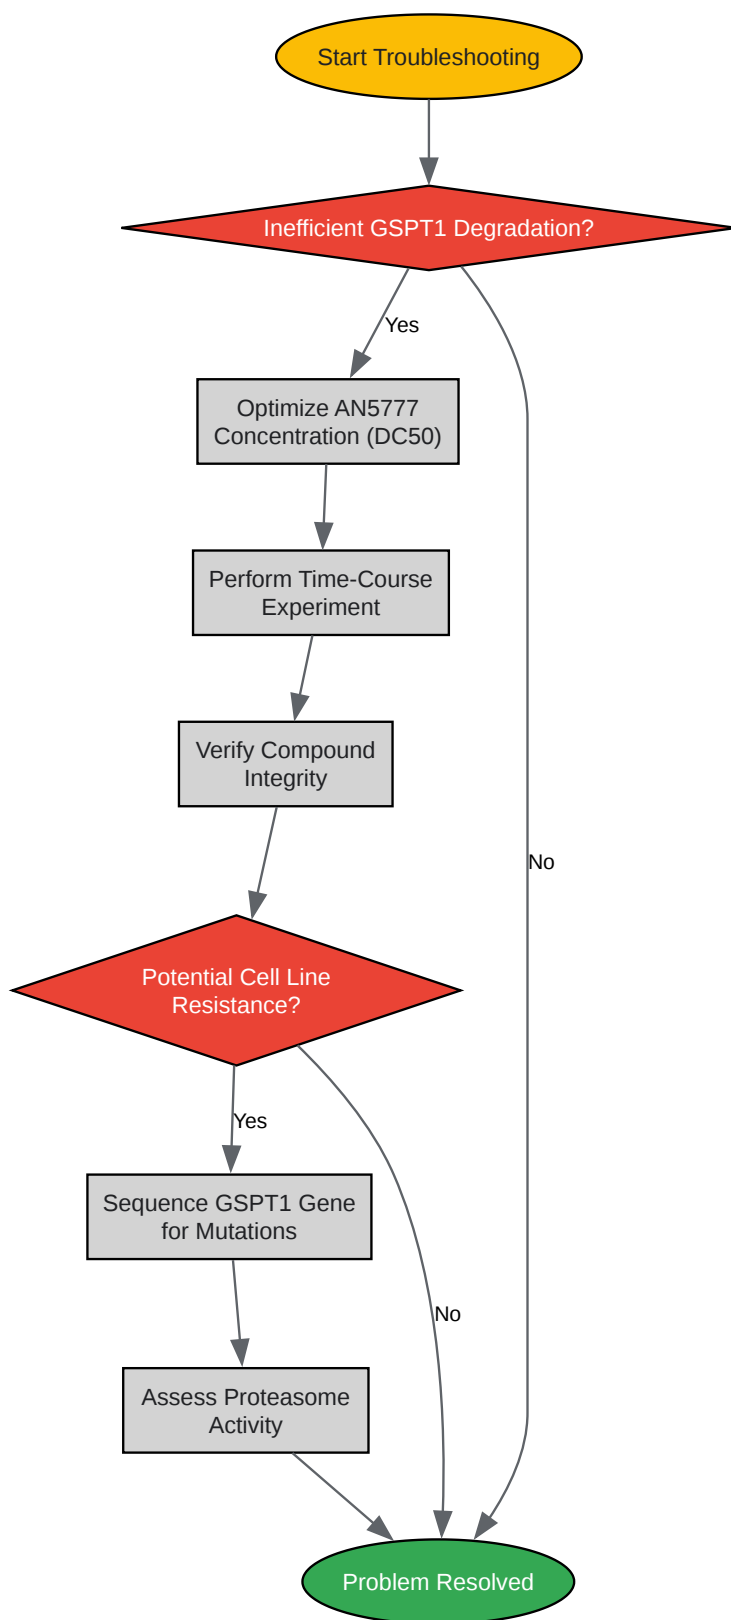 Start Troubleshooting
Inefficient GSPT1 Degradation?
Yes
Optimize AN5777
Concentration (DC50)
Perform Time-Course
Experiment
Verify Compound
Integrity
No
Potential Cell Line
Resistance?
Yes
Sequence GSPT1 Gene
for Mutations
No
Assess Proteasome
Activity
Problem Resolved